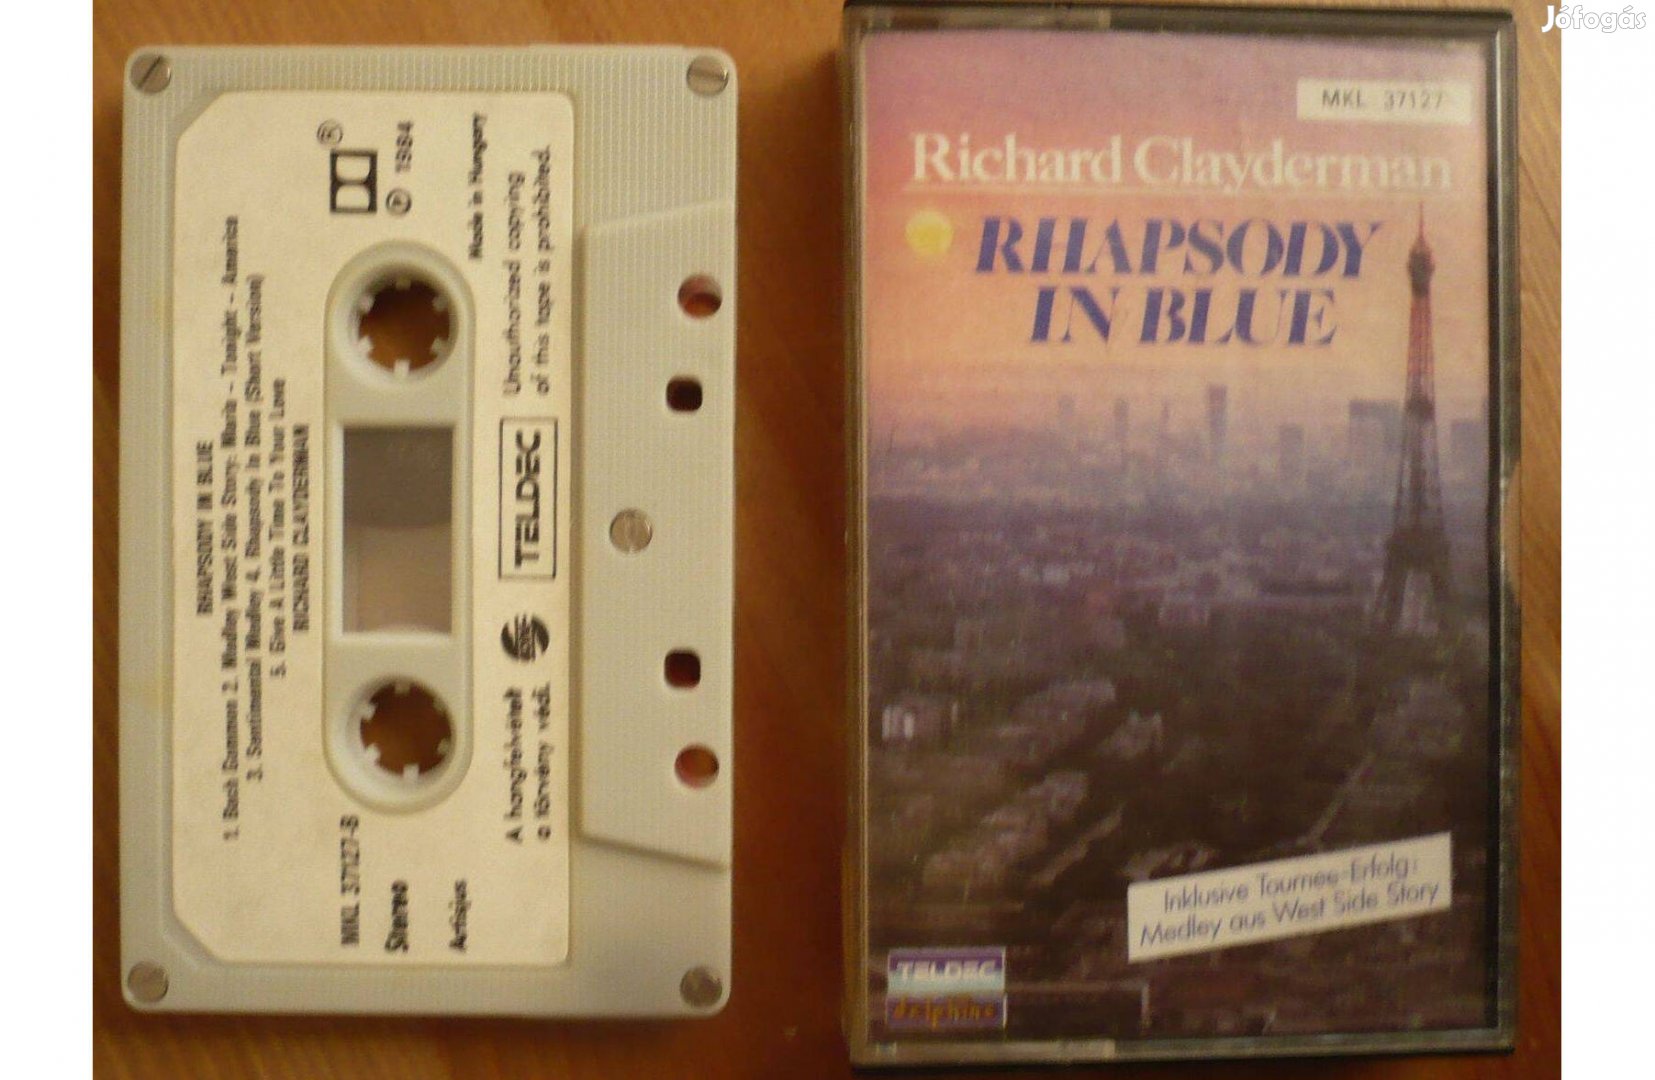 Jófogás
RHAPSODY IN BLUE
1. Bach Gammon 2. Medley West Side Story: Maria - Tonight - America
3. Sentimental Medley 4. Rhapsody In Blue (Short Version)
5. Give A Little Time To Your Love
RICHARD CLAYDERMAN
MKL 37127-B
Stereo
Artisjus
® 
Ⓟ 1984
Made in Hungary
A hangfelvételt
a törvény védi.
TELDEC
Unauthorized copying
of this tape is prohibited.
MKL 37127
Richard Clayderman
RHAPSODY
IN BLUE
Inklusive Tournee-Erfolg:
Medley aus West Side Story
TELDEC
delphine